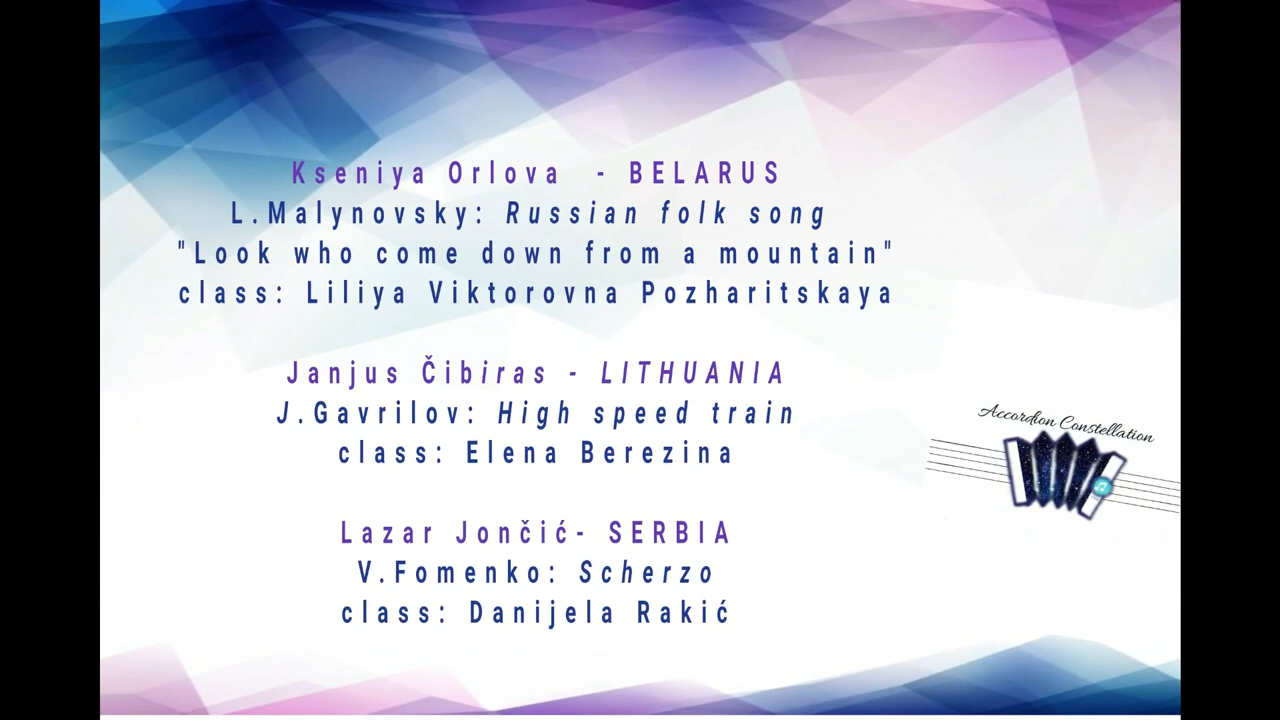 Kseniya Orlova - BELARUS
L.Malynovsky: Russian folk song
"Look who come down from a mountain"
class: Liliya Viktorovna Pozharitskaya
Janjus Čibiras - LITHUANIA
J.Gavrilov: High speed train
class: Elena Berezina
Lazar Jončić- SERBIA
V.Fomenko: Scherzo
class: Danijela Rakić
Accordion Constellation